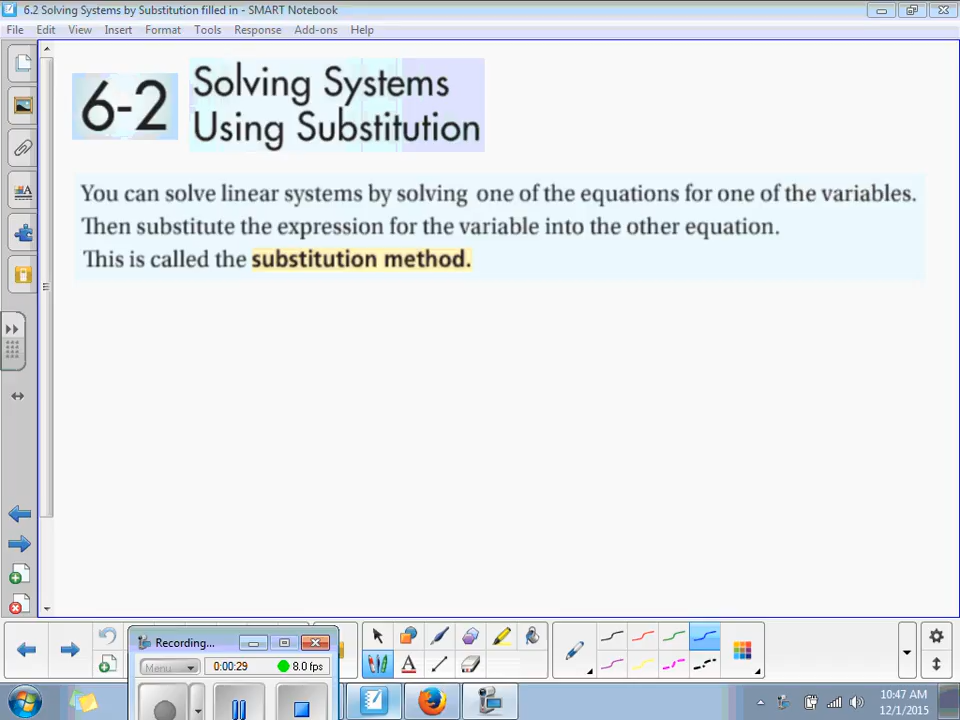 6.2 Solving Systems by Substitution filled in - SMART Notebook
File Edit View Insert Format Tools Response Add-ons Help
6-2
Solving Systems
Using Substitution
You can solve linear systems by solving one of the equations for one of the variables.
Then substitute the expression for the variable into the other equation.
This is called the substitution method.
Recording...
Menu
0:00:29
8.0 fps
10:47 AM
12/1/2015